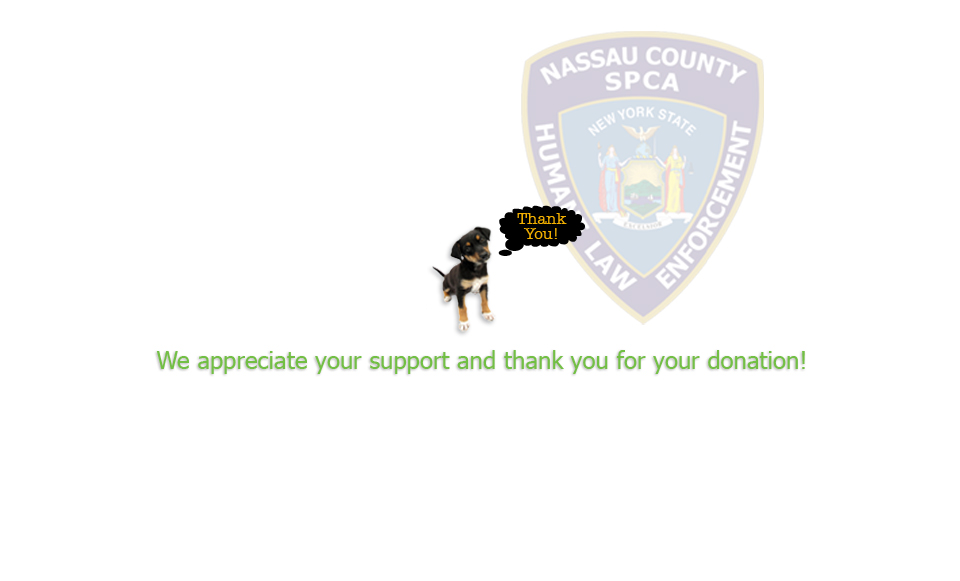 NASSAU COUNTY
SPCA
NEW YORK STATE
HUMANE LAW
ENFORCEMENT
EXCELSIOR
Thank
You!
We appreciate your support and thank you for your donation!